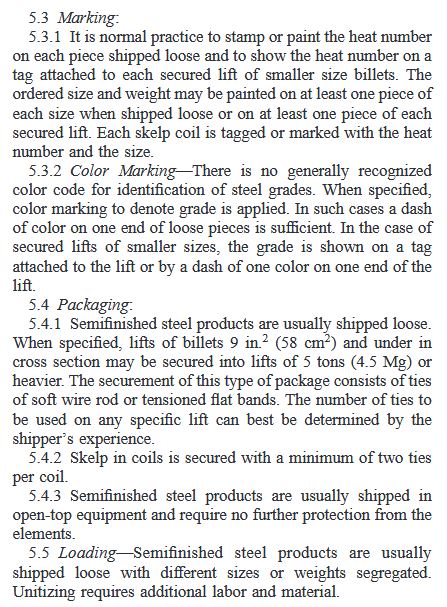 5.3 Marking:
5.3.1 It is normal practice to stamp or paint the heat number
on each piece shipped loose and to show the heat number on a
tag attached to each secured lift of smaller size billets. The
ordered size and weight may be painted on at least one piece of
each size when shipped loose or on at least one piece of each
secured lift. Each skelp coil is tagged or marked with the heat
number and the size.
5.3.2 Color Marking—There is no generally recognized
color code for identification of steel grades. When specified,
color marking to denote grade is applied. In such cases a dash
of color on one end of loose pieces is sufficient. In the case of
secured lifts of smaller sizes, the grade is shown on a tag
attached to the lift or by a dash of one color on one end of the
lift.
5.4 Packaging:
5.4.1 Semifinished steel products are usually shipped loose.
When specified, lifts of billets 9 in.² (58 cm²) and under in
cross section may be secured into lifts of 5 tons (4.5 Mg) or
heavier. The securement of this type of package consists of ties
of soft wire rod or tensioned flat bands. The number of ties to
be used on any specific lift can best be determined by the
shipper's experience.
5.4.2 Skelp in coils is secured with a minimum of two ties
per coil.
5.4.3 Semifinished steel products are usually shipped in
open-top equipment and require no further protection from the
elements.
5.5 Loading—Semifinished steel products are usually
shipped loose with different sizes or weights segregated.
Unitizing requires additional labor and material.